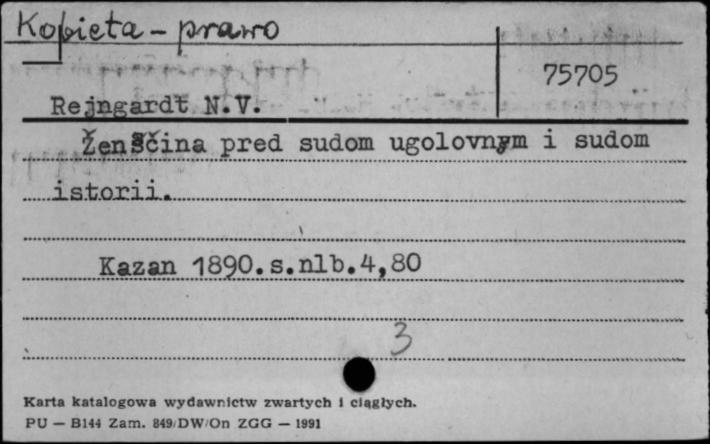 Kobieta - prawo
75705
Rejngardt N.V.
Ženščina pred sudom ugolovnym i sudom
istorii.
Kazan 1890.s.nlb.4,80
3
Karta katalogowa wydawnictw zwartych i ciągłych.
PU — B144 Zam. 849/DW/On ZGG — 1991